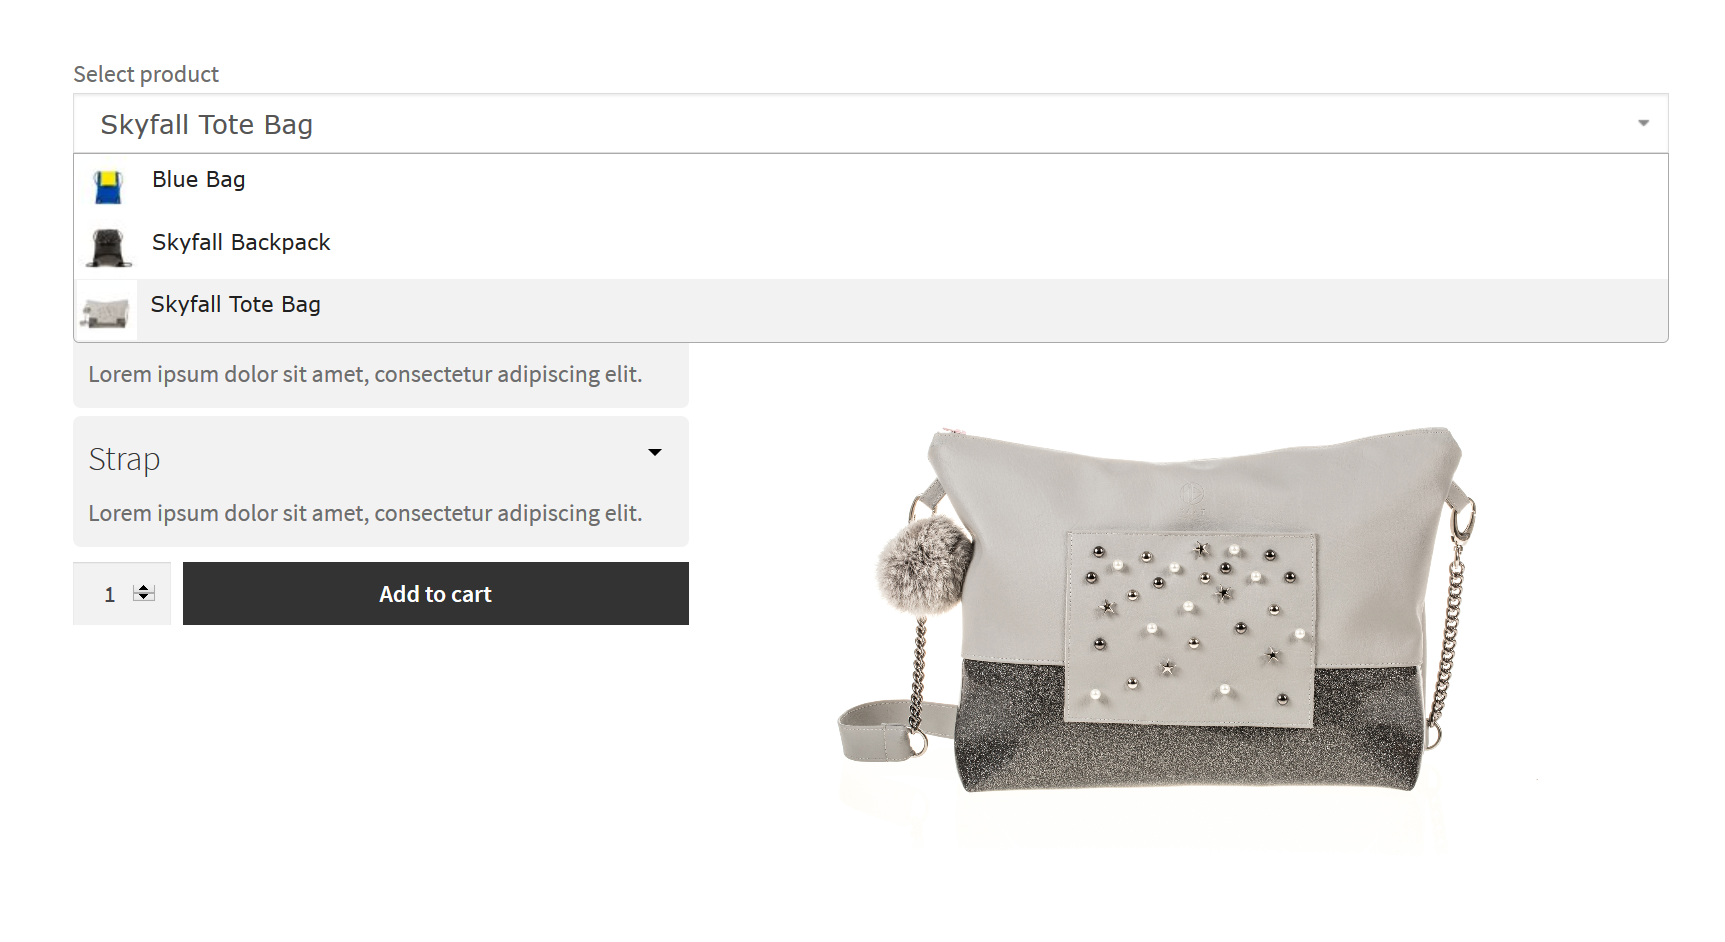 Select product
Skyfall Tote Bag
Blue Bag
Skyfall Backpack
Skyfall Tote Bag
Lorem ipsum dolor sit amet, consectetur adipiscing elit.
Strap
Lorem ipsum dolor sit amet, consectetur adipiscing elit.
1 Add to cart